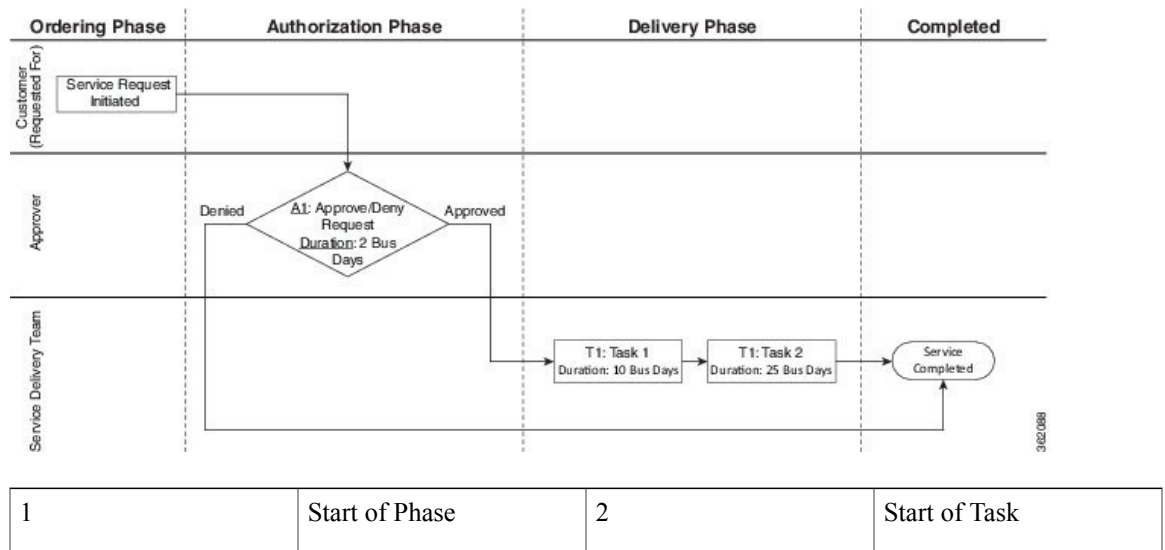 Ordering Phase
Authorization Phase
Delivery Phase
Completed
Customer
(Requested For)
Service Request
Initiated
Approver
Denied
A1: Approve/Deny
Request
Duration: 2 Bus
Days
Approved
Service Delivery Team
T1: Task 1
Duration: 10 Bus Days
T1: Task 2
Duration: 25 Bus Days
Service
Completed
362088
1
Start of Phase
2
Start of Task